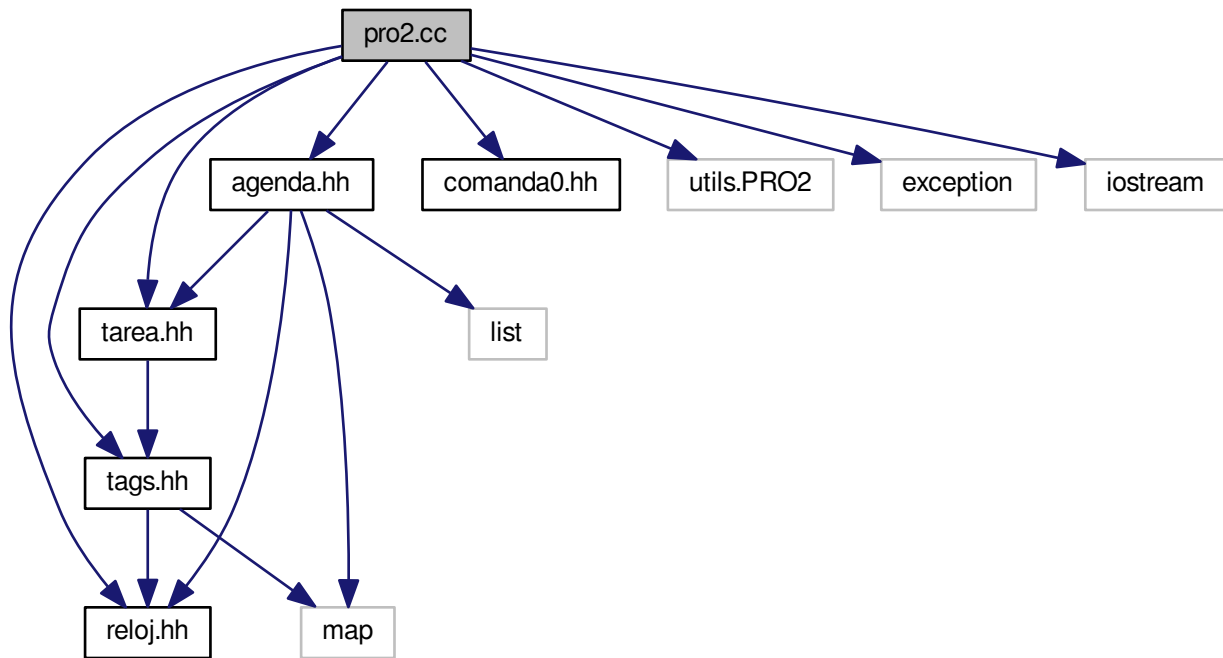 pro2.cc
agenda.hh
comanda0.hh
utils.PRO2
exception
iostream
tarea.hh
list
tags.hh
reloj.hh
map